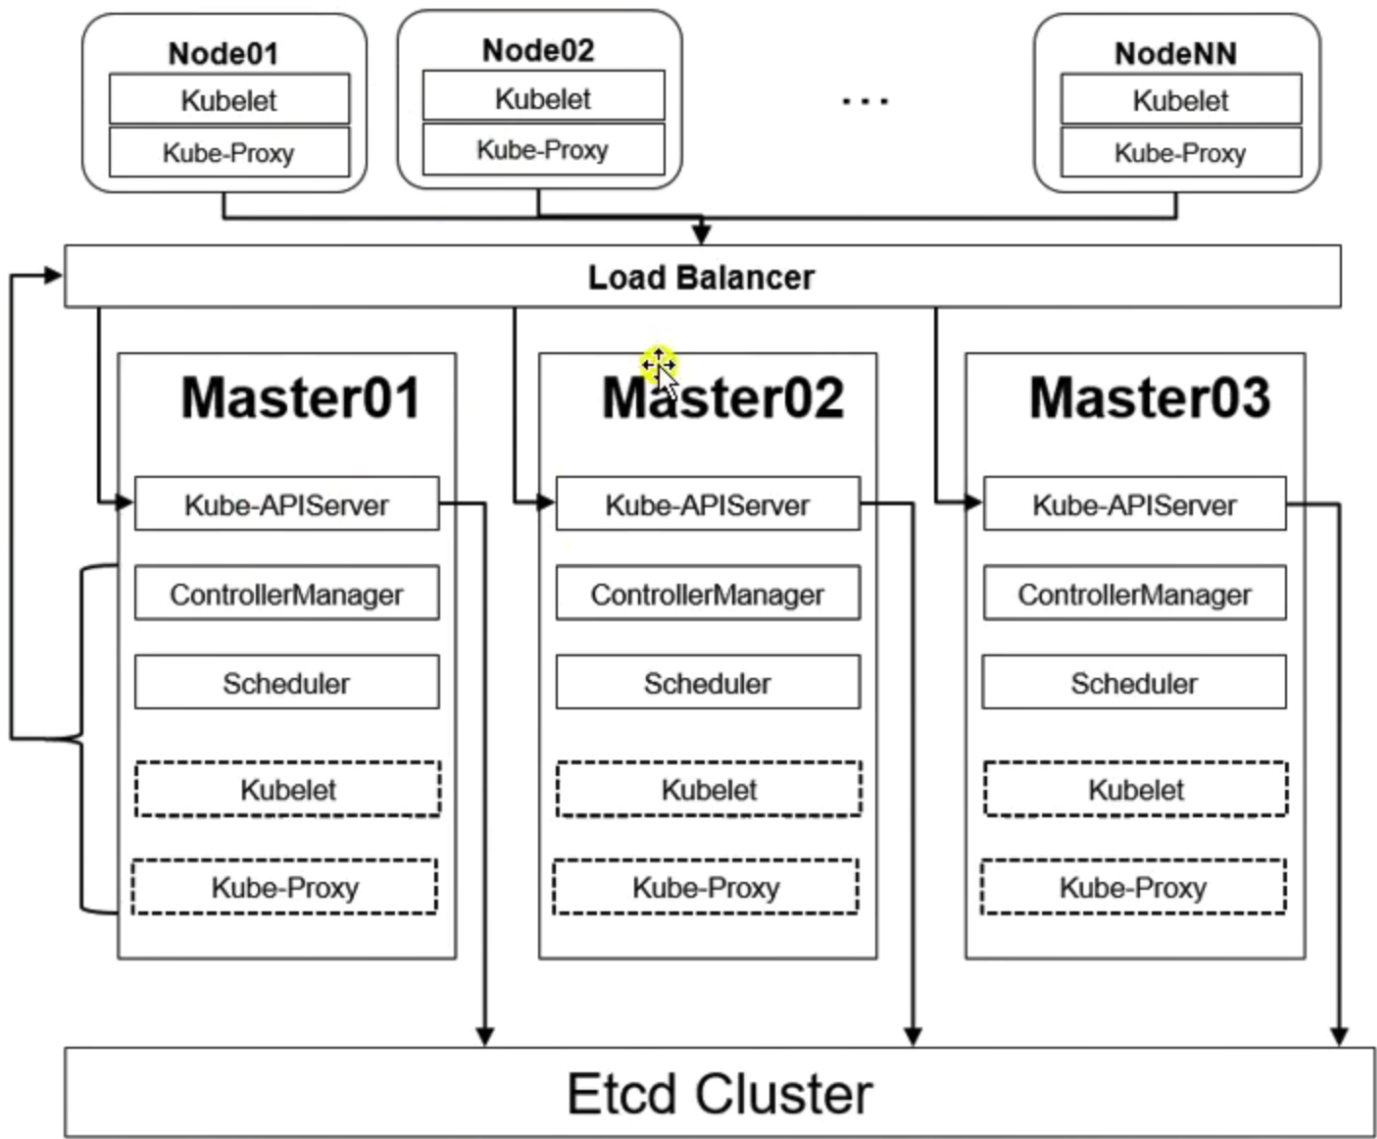 Node01
Kubelet
Kube-Proxy
Node02
Kubelet
Kube-Proxy
...
NodeNN
Kubelet
Kube-Proxy
Load Balancer
Master01
Kube-APIServer
ControllerManager
Scheduler
Kubelet
Kube-Proxy
Master02
Kube-APIServer
ControllerManager
Scheduler
Kubelet
Kube-Proxy
Master03
Kube-APIServer
ControllerManager
Scheduler
Kubelet
Kube-Proxy
Etcd Cluster